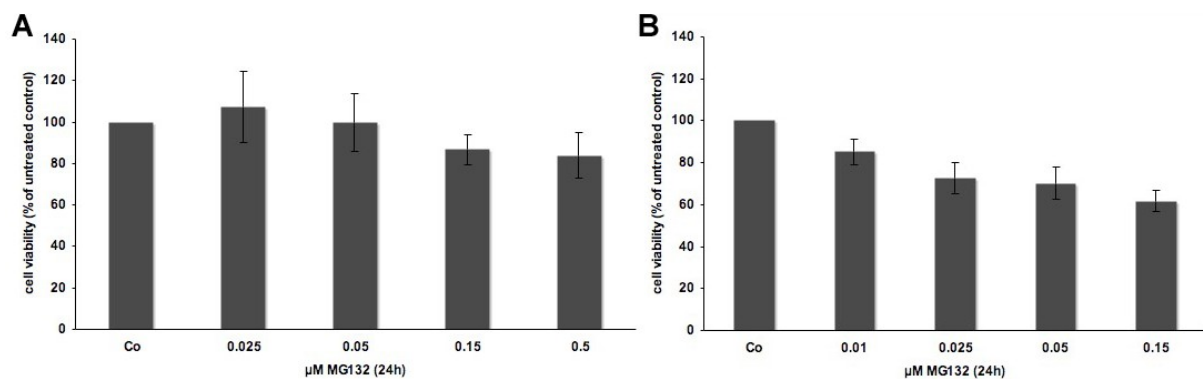 A
cell viability (% of untreated control)
140
120
100
80
60
40
20
0
Co 0.025 0.05 0.15 0.5
µM MG132 (24h)
B
cell viability (% of untreated control)
140
120
100
80
60
40
20
0
Co 0.01 0.025 0.05 0.15
µM MG132 (24h)